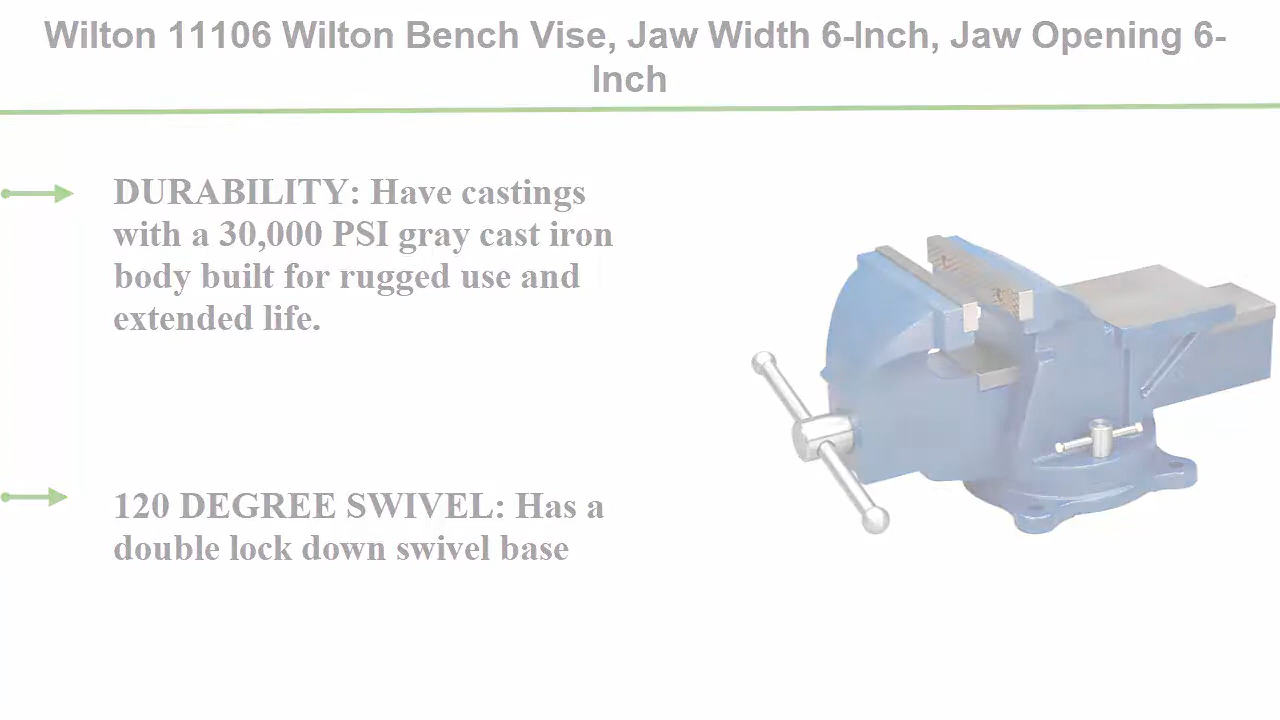 Wilton 11106 Wilton Bench Vise, Jaw Width 6-Inch, Jaw Opening 6-
Inch
DURABILITY: Have castings
with a 30,000 PSI gray cast iron
body built for rugged use and
extended life.
120 DEGREE SWIVEL: Has a
double lock down swivel base